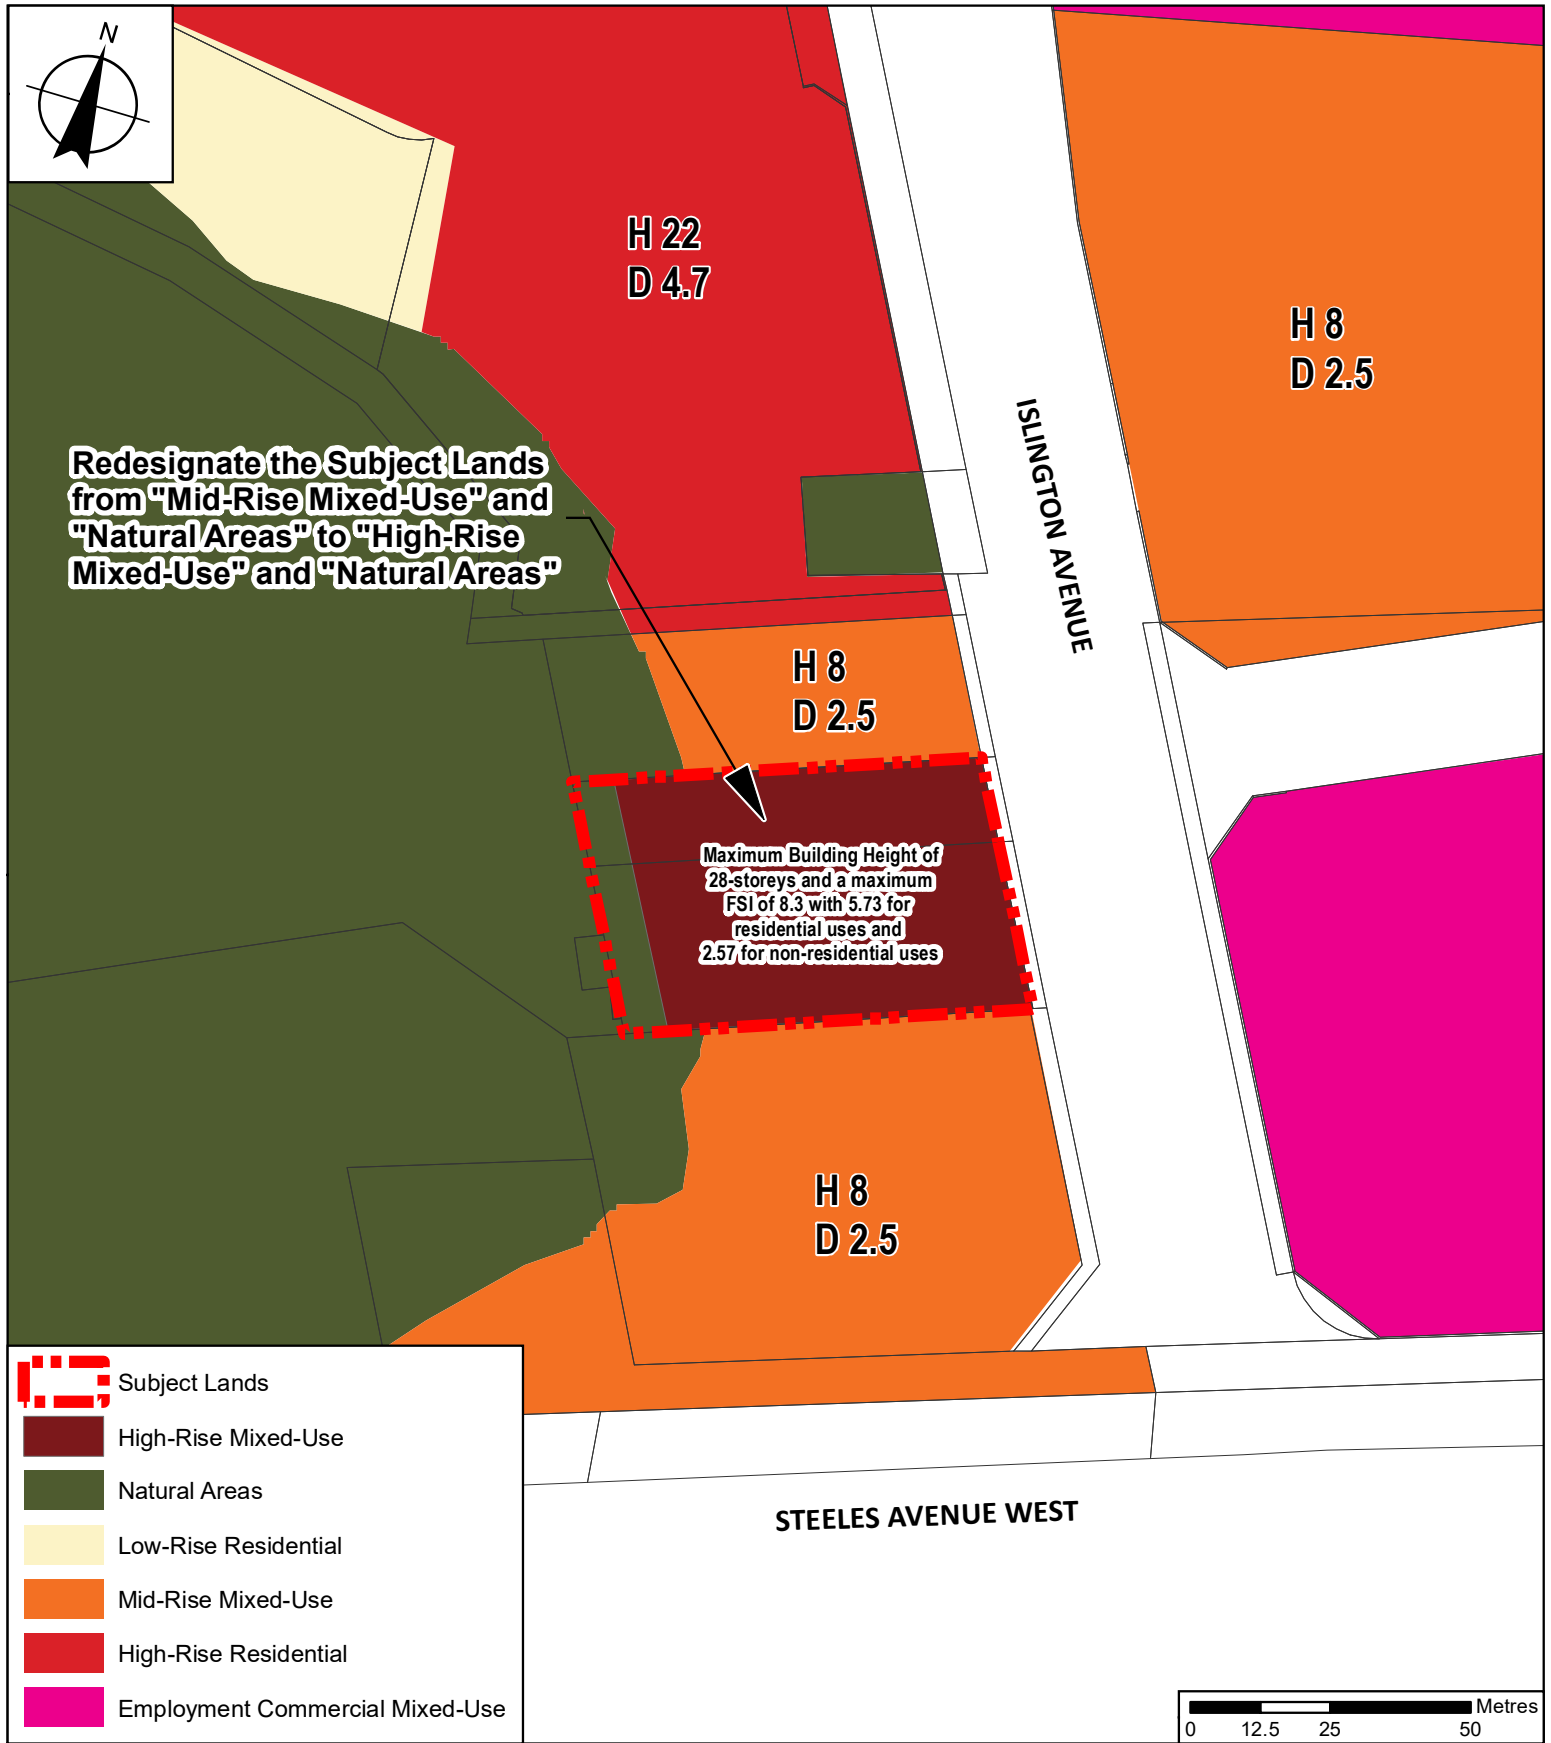 N
H 22
D 4.7
H 8
D 2.5
ISLINGTON AVENUE
Redesignate the Subject Lands
from "Mid-Rise Mixed-Use" and
"Natural Areas" to "High-Rise
Mixed-Use" and "Natural Areas"
H 8
D 2.5
Maximum Building Height of
28-storeys and a maximum
FSI of 8.3 with 5.73 for
residential uses and
2.57 for non-residential uses
H 8
D 2.5
STEELES AVENUE WEST
Subject Lands
High-Rise Mixed-Use
Natural Areas
Low-Rise Residential
Mid-Rise Mixed-Use
High-Rise Residential
Employment Commercial Mixed-Use
Metres
0 12.5 25 50